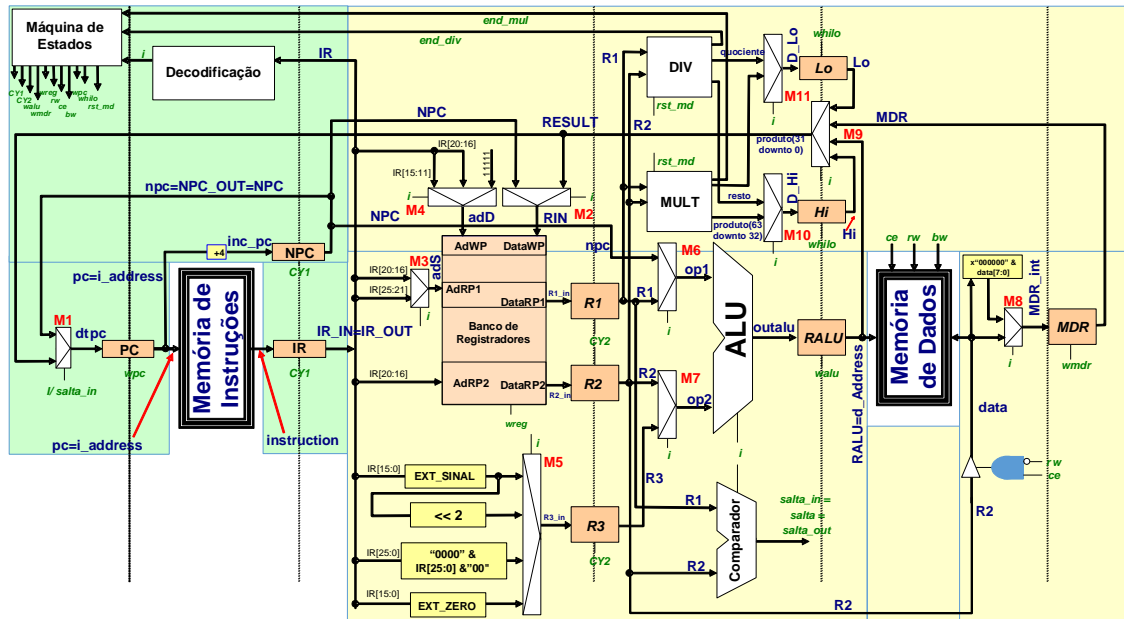 Máquina de
Estados
end_mul
end_div
i
IR
Decodificação
CY1
CY2
walu
wmdr
wreg
rw
ce
bw
wpc
whilo
rst_md
R1
DIV
rst_md
quociente
D_Lo
M11
whilo
Lo
Lo
MDR
M9
i
R2
produto(31
downto 0)
NPC
RESULT
IR[20:16]
IR[15:11]
11111
i
M4
adD
RIN
M2
i
rst_md
MULT
resto
produto(63
downto 32)
D_Hi
M10
i
Hi
whilo
Hi
npc=NPC_OUT=NPC
NPC
inc_pc
+4
NPC
CY1
pc=i_address
AdWP
DataWP
AdRP1
DataRP1
Banco de
Registradores
AdRP2
DataRP2
wreg
IR[20:16]
IR[25:21]
M3
adS
i
IR_IN=IR_OUT
IR[20:16]
R1_in
R1
CY2
R2_in
R2
npc
M6
op1
R1
i
R2
M7
op2
i
R3
ALU
i
outalu
RALU
walu
RALU=d_Address
ce
rw
bw
Memória
de Dados
x"000000" &
data[7:0]
M8
i
MDR_int
MDR
wmdr
data
rw
ce
R2
M1
dtpc
i/ salta_in
PC
wpc
Memória de
Instruções
IR
CY1
pc=i_address
instruction
i
M5
IR[15:0]
EXT_SINAL
<< 2
IR[25:0]
“0000” &
IR[25:0] &"00"
IR[15:0]
EXT_ZERO
R3_in
R3
CY2
R1
R2
Comparador
salta_in =
salta =
salta_out
R2